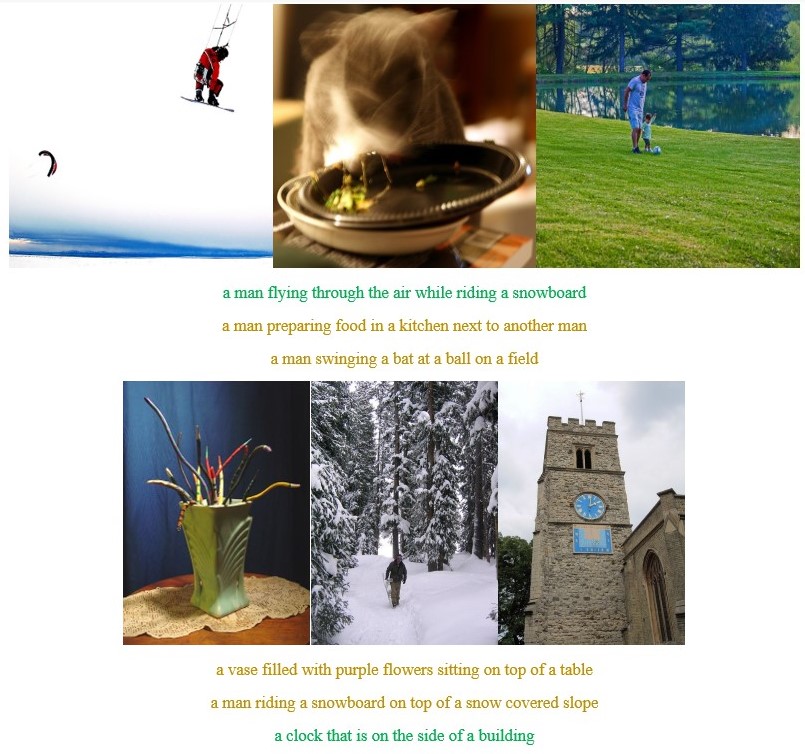 a man flying through the air while riding a snowboard
a man preparing food in a kitchen next to another man
a man swinging a bat at a ball on a field
a vase filled with purple flowers sitting on top of a table
a man riding a snowboard on top of a snow covered slope
a clock that is on the side of a building